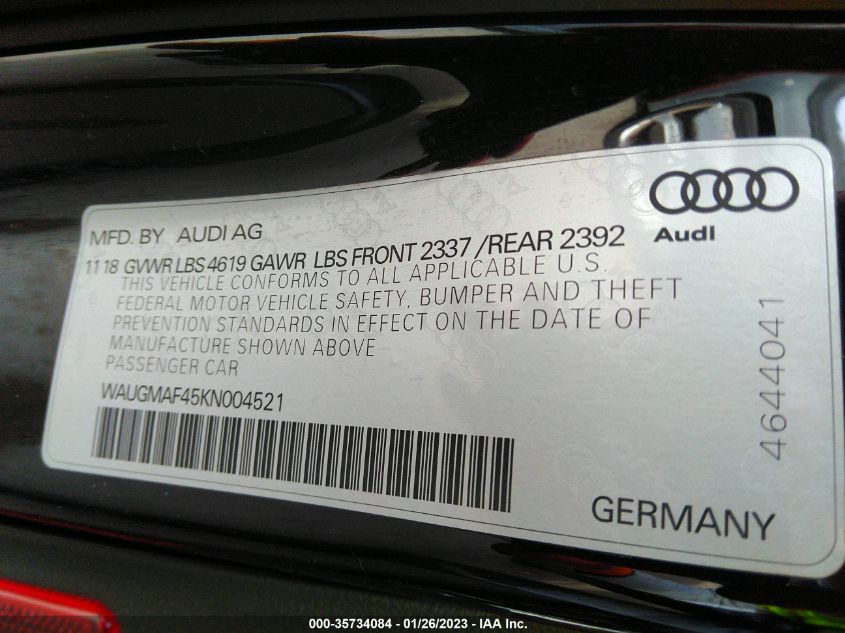 MFD. BY AUDI AG
Audi
11 18 GVWR LBS 4619 GAWR LBS FRONT 2337 /REAR 2392
THIS VEHICLE CONFORMS TO ALL APPLICABLE U.S.
FEDERAL MOTOR VEHICLE SAFETY, BUMPER AND THEFT
PREVENTION STANDARDS IN EFFECT ON THE DATE OF
MANUFACTURE SHOWN ABOVE
PASSENGER CAR
WAUGMAF45KN004521
4644041
GERMANY
000-35734084 - 01/26/2023 - IAA Inc.